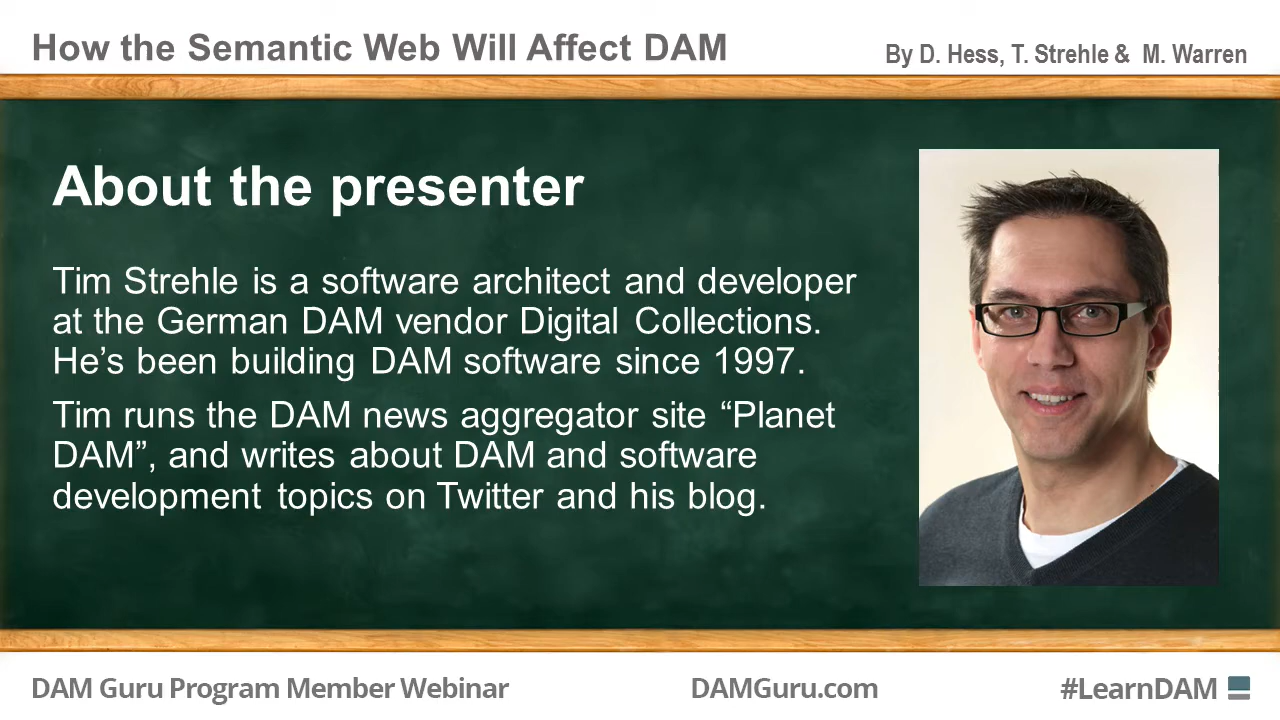 How the Semantic Web Will Affect DAM
By D. Hess, T. Strehle & M. Warren
About the presenter
Tim Strehle is a software architect and developer
at the German DAM vendor Digital Collections.
He’s been building DAM software since 1997.
Tim runs the DAM news aggregator site “Planet
DAM”, and writes about DAM and software
development topics on Twitter and his blog.
DAM Guru Program Member Webinar
DAMGuru.com
#LearnDAM